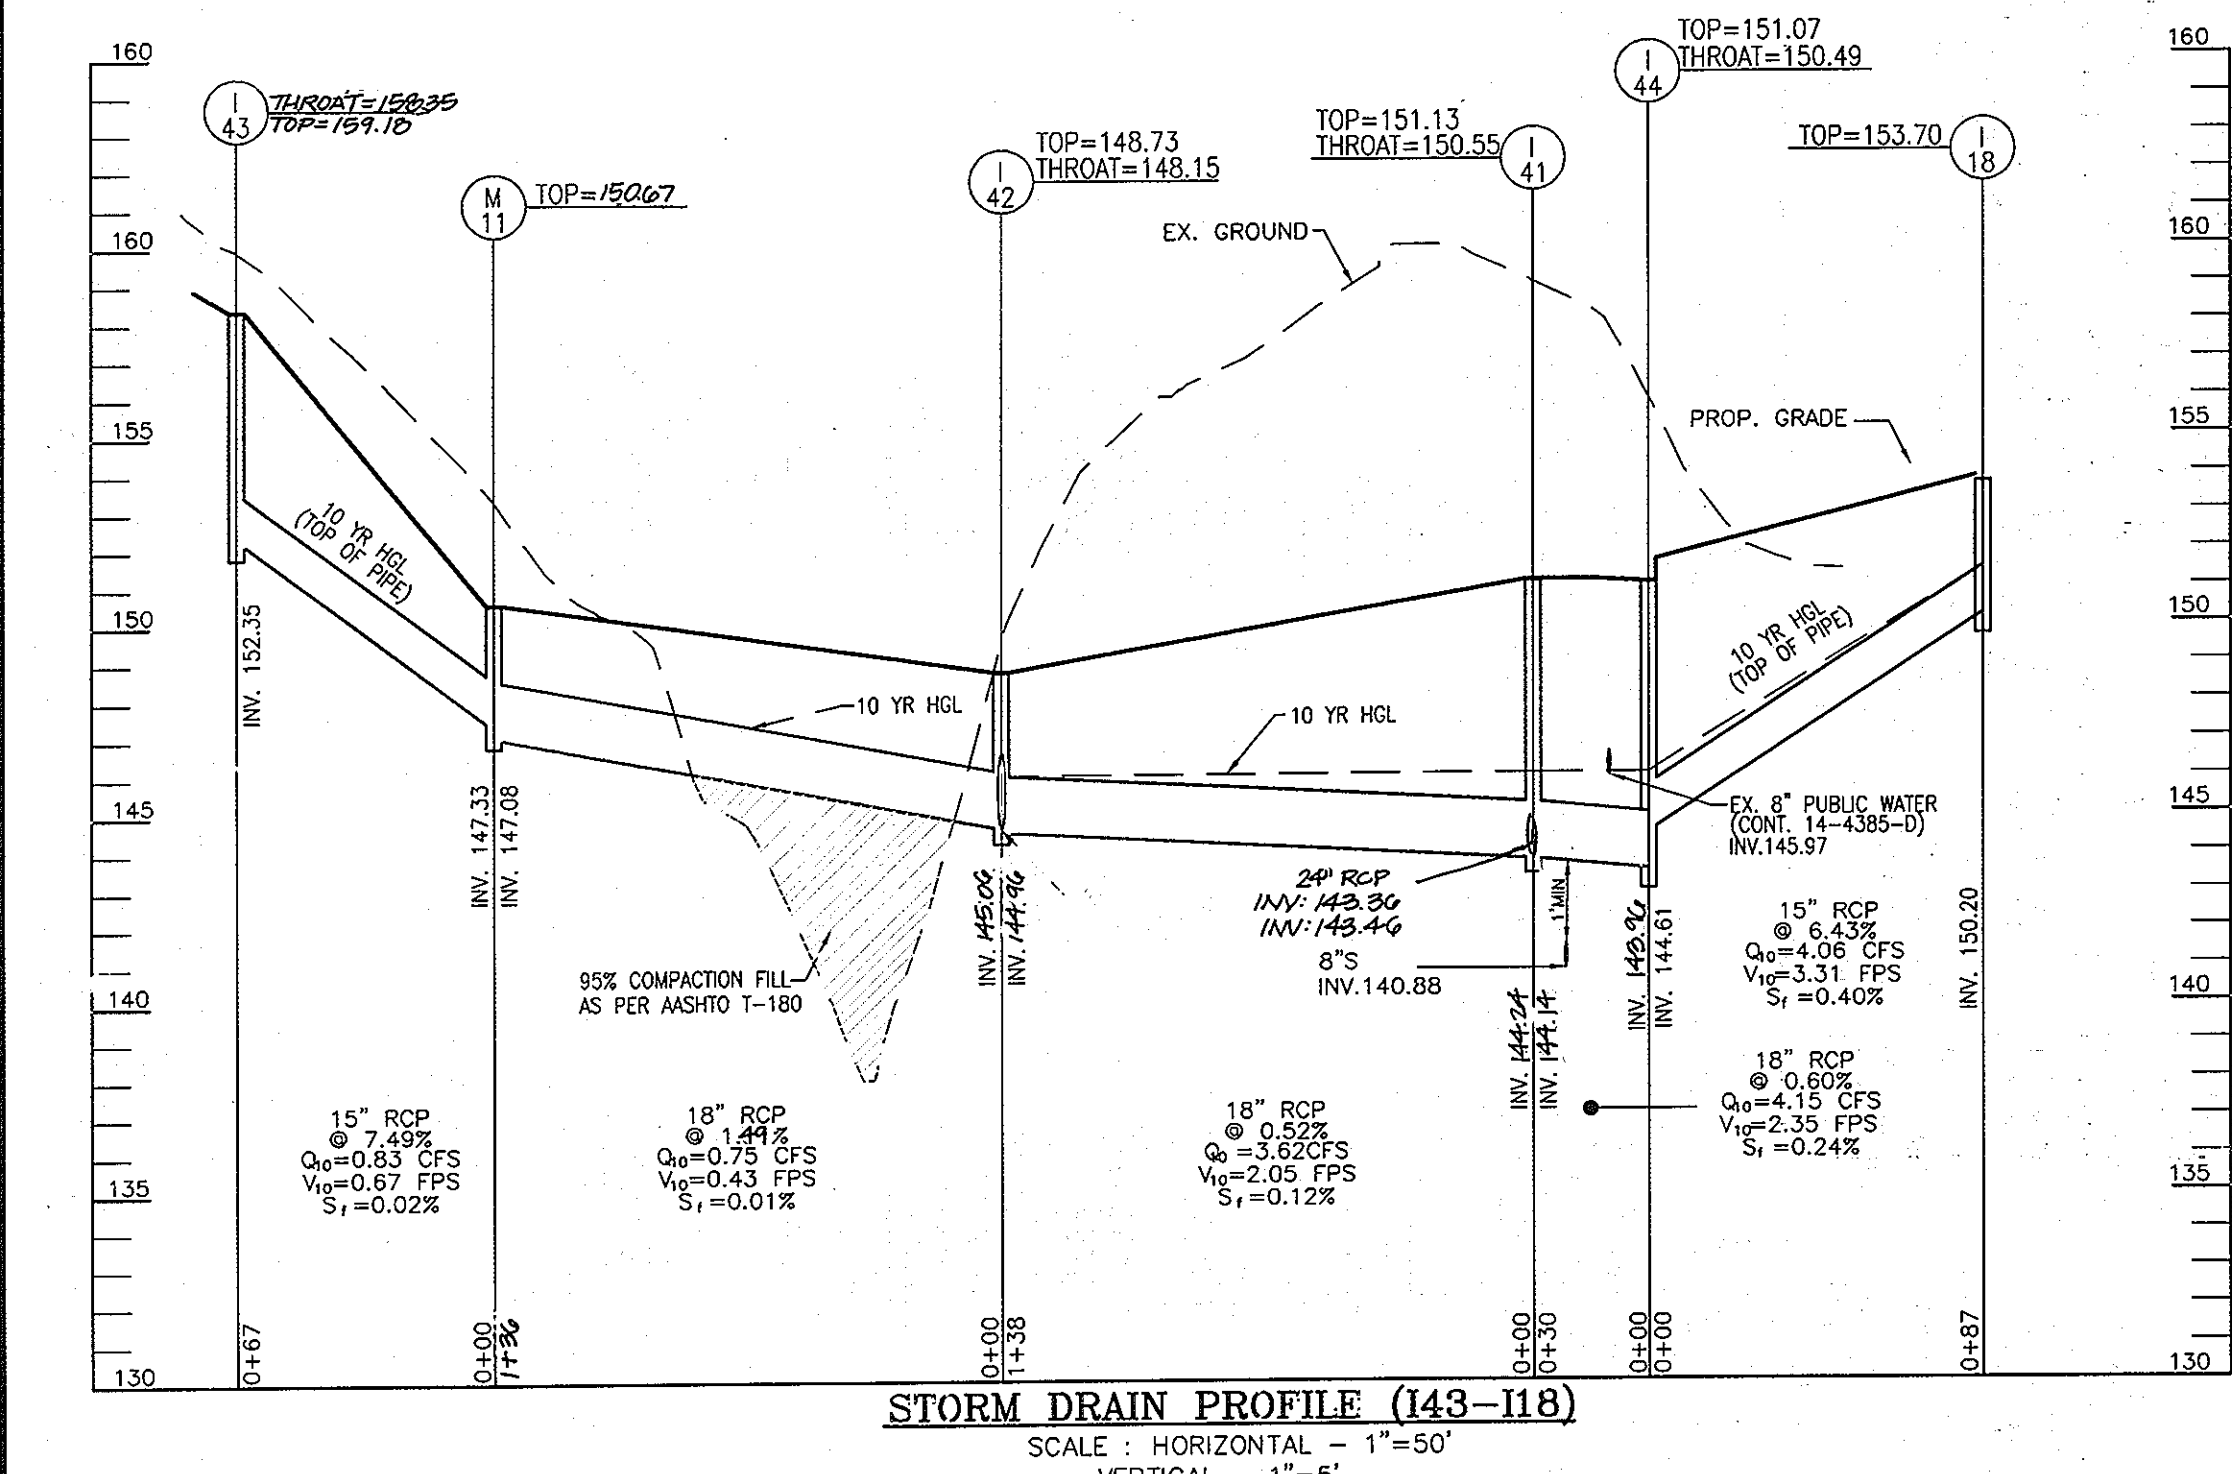 160
I
43
THROAT=158.35
TOP=159.18
M
11
TOP=150.67
I
42
TOP=148.73
THROAT=148.15
TOP=151.13
THROAT=150.55
I
41
I
44
TOP=151.07
THROAT=150.49
TOP=153.70
I
18
160
160
160
EX. GROUND
PROP. GRADE
155
155
10 YR HGL
(TOP OF PIPE)
10 YR HGL
10 YR HGL
10 YR HGL
(TOP OF PIPE)
150
150
INV. 152.35
INV. 147.33
INV. 147.08
INV. 145.06
INV. 144.96
24" RCP
INV: 143.36
INV: 143.46
8"S
INV.140.88
1'MIN
INV. 144.24
INV. 144.14
INV. 143.96
INV. 144.61
INV. 150.20
EX. 8" PUBLIC WATER
(CONT. 14-4385-D)
INV.145.97
145
145
95% COMPACTION FILL
AS PER AASHTO T-180
140
140
15" RCP
@ 6.43%
Q10=4.06 CFS
V10=3.31 FPS
Sf =0.40%
18" RCP
@ 0.60%
Q10=4.15 CFS
V10=2.35 FPS
Sf =0.24%
15" RCP
@ 7.49%
Q10=0.83 CFS
V10=0.67 FPS
Sf =0.02%
18" RCP
@
Q10=0.75 CFS
V10=0.43 FPS
Sf =0.01%
18" RCP
@ 0.52%
Q10 =3.62CFS
V10=2.05 FPS
Sf =0.12%
135
135
130
130
0+67
0+00
1+36
0+00
1+38
0+00
0+30
0+00
0+00
0+87
STORM DRAIN PROFILE (I43-I18)
SCALE : HORIZONTAL - 1"=50'
VERTICAL - 1"=5'